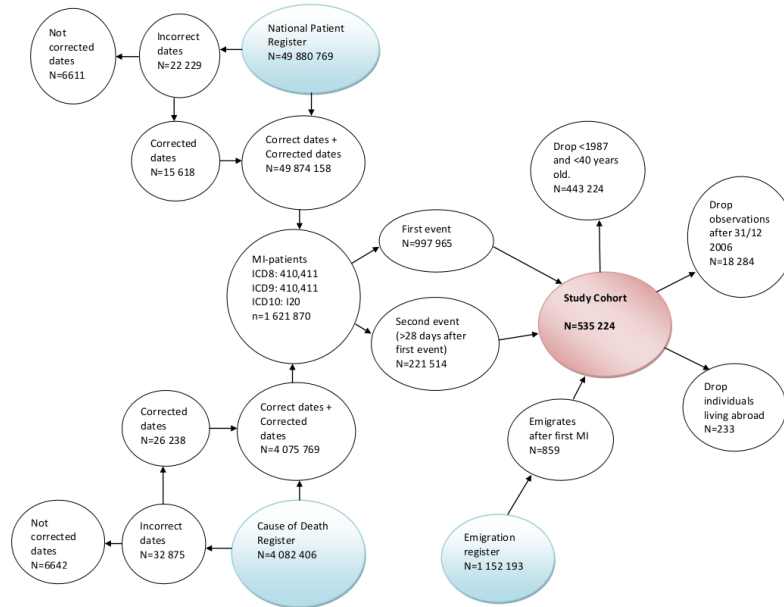 Not
corrected
dates
N=6611
Incorrect
dates
N=22 229
National Patient
Register
N=49 880 769
Corrected
dates
N=15 618
Correct dates +
Corrected dates
N=49 874 158
Drop <1987
and <40 years
old.
N=443 224
Drop
observations
after 31/12
2006
N=18 284
MI-patients
ICD8: 410,411
ICD9: 410,411
ICD10: I20
n=1 621 870
First event
N=997 965
Second event
(>28 days after
first event)
N=221 514
Study Cohort
N=535 224
Drop
individuals
living abroad
N=233
Corrected
dates
N=26 238
Correct dates +
Corrected
dates
N=4 075 769
Emigrates
after first MI
N=859
Not
corrected
dates
N=6642
Incorrect
dates
N=32 875
Cause of Death
Register
N=4 082 406
Emigration
register
N=1 152 193